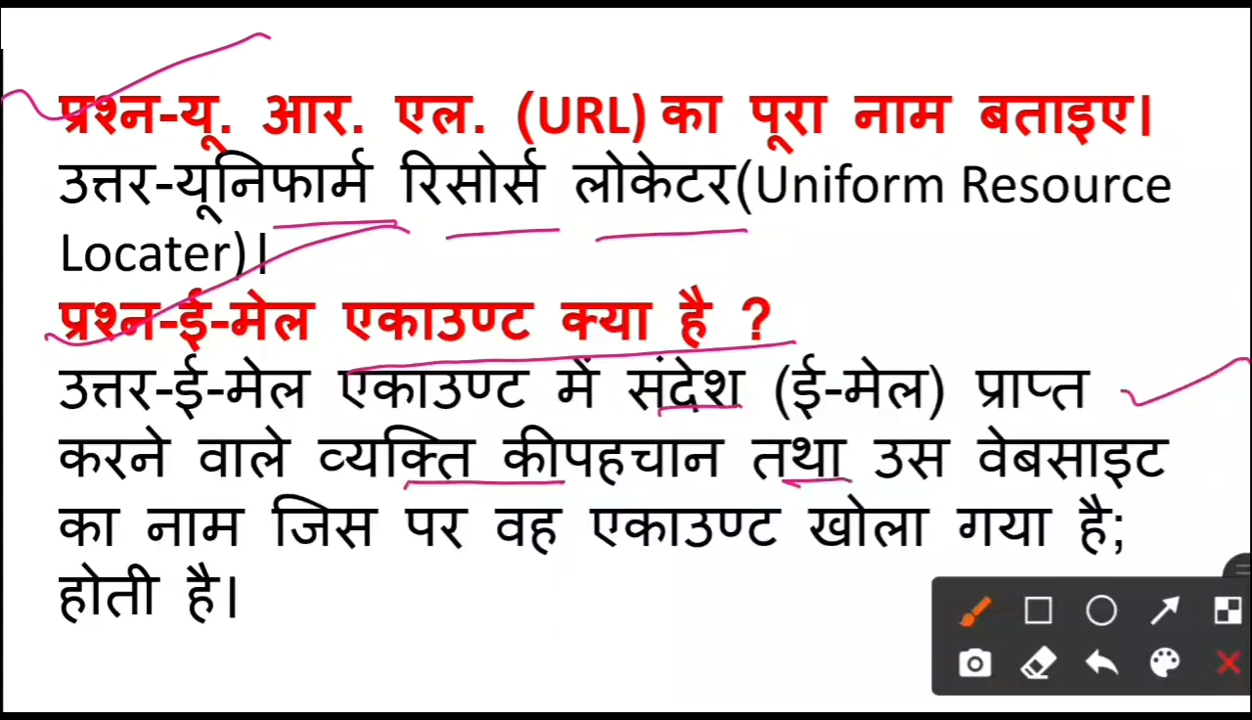 प्रश्न-यू. आर. एल. (URL) का पूरा नाम बताइए।
उत्तर-यूनिफार्म रिसोर्स लोकेटर(Uniform Resource
Locater)।
प्रश्न-ई-मेल एकाउण्ट क्या है ?
उत्तर-ई-मेल एकाउण्ट में संदेश (ई-मेल) प्राप्त
करने वाले व्यक्ति कीपहचान तथा उस वेबसाइट
का नाम जिस पर वह एकाउण्ट खोला गया है;
होती है।